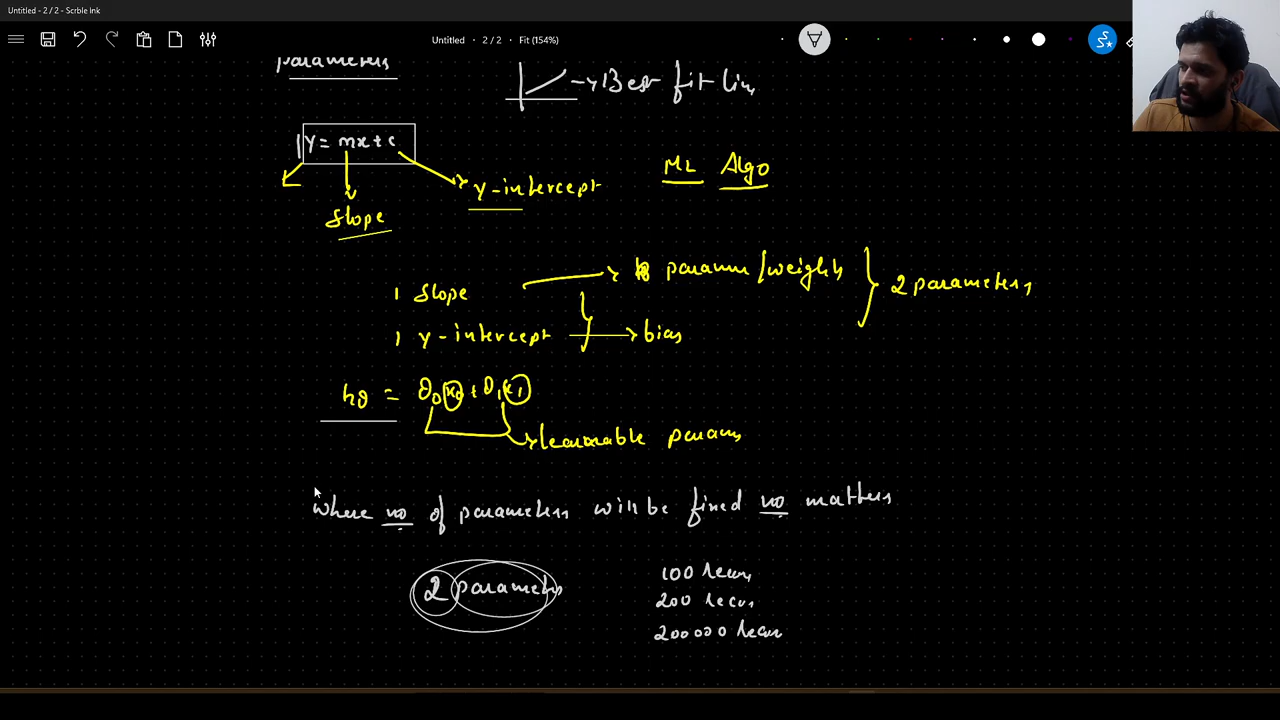 Untitled - 2 / 2 - Scrble Ink
Untitled • 2 / 2 • Fit (154%)
parameters
→ Best fit line
y = mx + c
ML Algo
y-intercept
Slope
1 Slope → param/weights
2 parameters
1 y-intercept → bias
hθ = θ0x0 + θ1x1
learnable params
where no of parameters will be fixed no matters
2 parameters
100 recor
200 recor
200000 recor